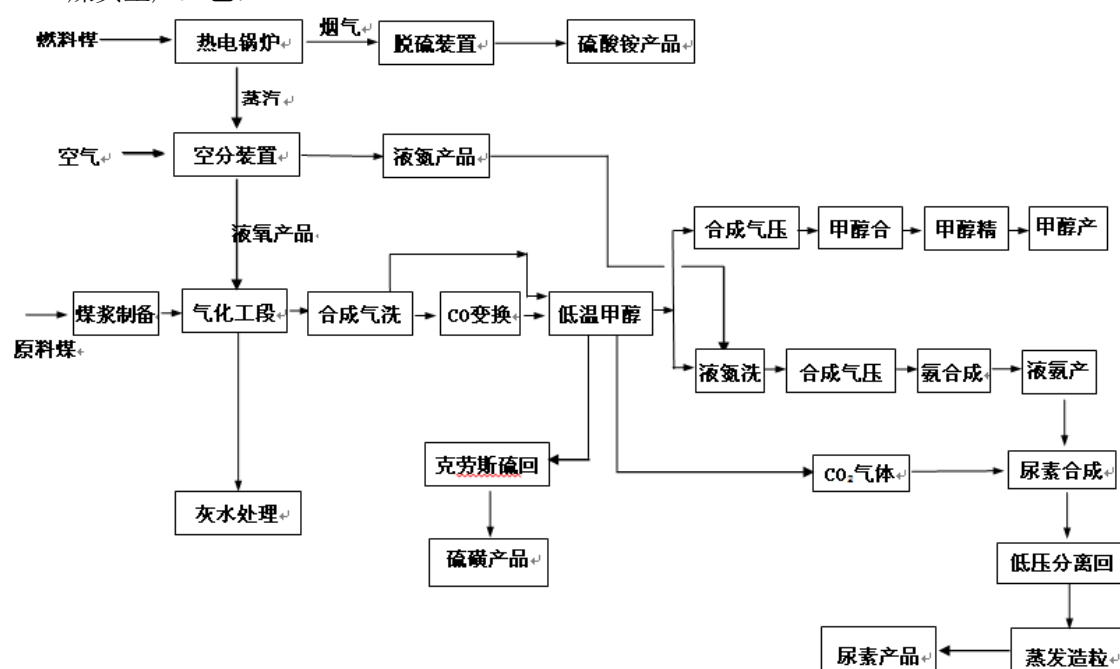 燃料煤
热电锅炉
烟气
脱硫装置
硫酸铵产品
蒸汽
空气
空分装置
液氮产品
液氧产品
合成气压
甲醇合
甲醇精
甲醇产
煤浆制备
气化工段
合成气洗
CO变换
低温甲醇
原料煤
液氮洗
合成气压
氨合成
液氨产
克劳斯硫回
CO₂气体
尿素合成
灰水处理
硫磺产品
低压分离回
尿素产品
蒸发造粒